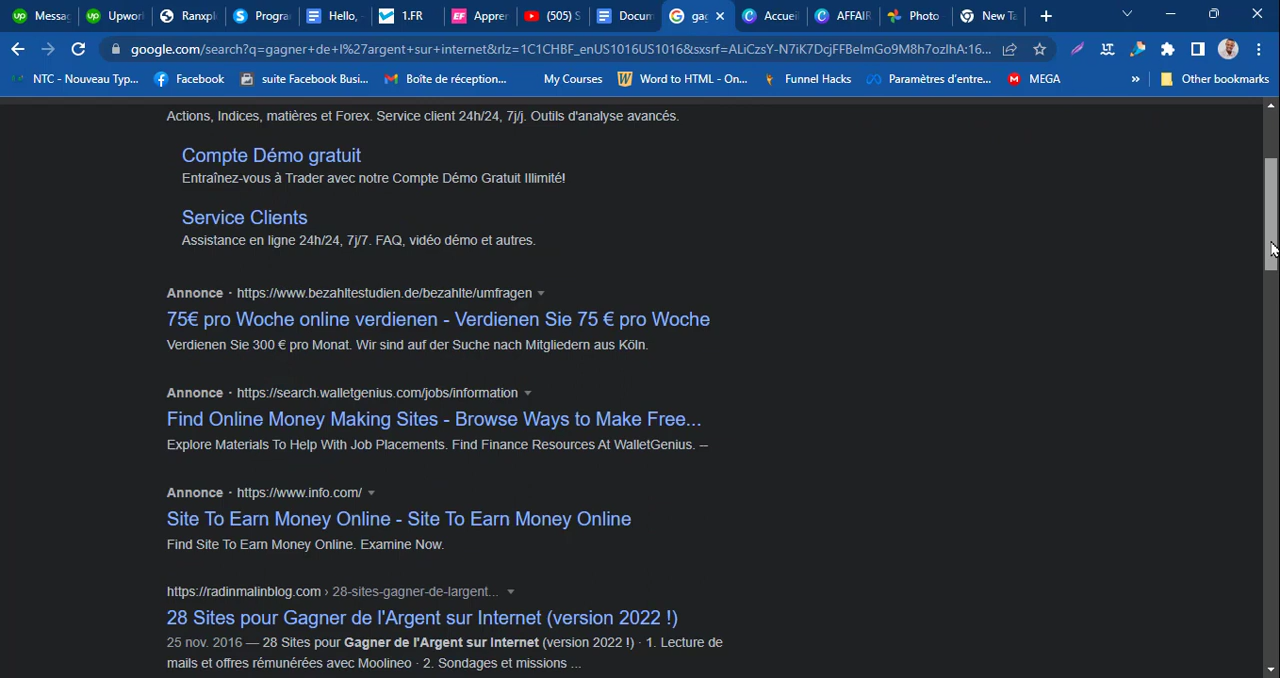 Messag
Upwor
Ranxpl
Progra
Hello,
1.FR
Appre
(505) S
Docum
gag
Accuei
AFFAIR
Photo
New Ta
google.com/search?q=gagner+de+l%27argent+sur+internet&rlz=1C1CHBF_enUS1016US1016&sxsrf=ALiCzsY-N7iK7DcjFFBelmGo9M8h7ozlhA:16...
NTC - Nouveau Typ...
Facebook
suite Facebook Busi...
Boîte de réception...
My Courses
Word to HTML - On...
Funnel Hacks
Paramètres d'entre...
MEGA
»
Other bookmarks
Actions, Indices, matières et Forex. Service client 24h/24, 7j/j. Outils d'analyse avancés.
Compte Démo gratuit
Entraînez-vous à Trader avec notre Compte Démo Gratuit Illimité!
Service Clients
Assistance en ligne 24h/24, 7j/7. FAQ, vidéo démo et autres.
Annonce · https://www.bezahltestudien.de/bezahlte/umfragen
75€ pro Woche online verdienen - Verdienen Sie 75 € pro Woche
Verdienen Sie 300 € pro Monat. Wir sind auf der Suche nach Mitgliedern aus Köln.
Annonce · https://search.walletgenius.com/jobs/information
Find Online Money Making Sites - Browse Ways to Make Free...
Explore Materials To Help With Job Placements. Find Finance Resources At WalletGenius. –
Annonce · https://www.info.com/
Site To Earn Money Online - Site To Earn Money Online
Find Site To Earn Money Online. Examine Now.
https://radinmalinblog.com › 28-sites-gagner-de-largent...
28 Sites pour Gagner de l'Argent sur Internet (version 2022 !)
25 nov. 2016 — 28 Sites pour Gagner de l'Argent sur Internet (version 2022 !) · 1. Lecture de
mails et offres rémunérées avec Moolineo · 2. Sondages et missions ...